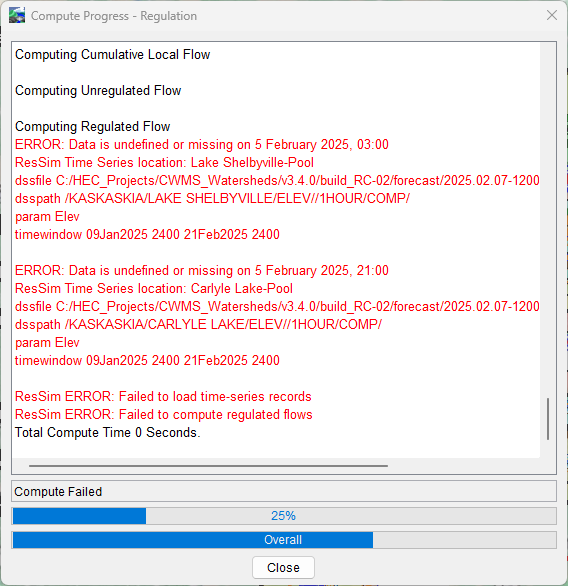 Compute Progress - Regulation
Computing Cumulative Local Flow
Computing Unregulated Flow
Computing Regulated Flow
ERROR: Data is undefined or missing on 5 February 2025, 03:00
ResSim Time Series location: Lake Shelbyville-Pool
dssfile C:/HEC_Projects/CWMS_Watersheds/v3.4.0/build_RC-02/forecast/2025.02.07-1200
dsspath /KASKASKIA/LAKE SHELBYVILLE/ELEV//1HOUR/COMP/
param Elev
timewindow 09Jan2025 2400 21Feb2025 2400
ERROR: Data is undefined or missing on 5 February 2025, 21:00
ResSim Time Series location: Carlyle Lake-Pool
dssfile C:/HEC_Projects/CWMS_Watersheds/v3.4.0/build_RC-02/forecast/2025.02.07-1200
dsspath /KASKASKIA/CARLYLE LAKE/ELEV//1HOUR/COMP/
param Elev
timewindow 09Jan2025 2400 21Feb2025 2400
ResSim ERROR: Failed to load time-series records
ResSim ERROR: Failed to compute regulated flows
Total Compute Time 0 Seconds.
Compute Failed
25%
Overall
Close